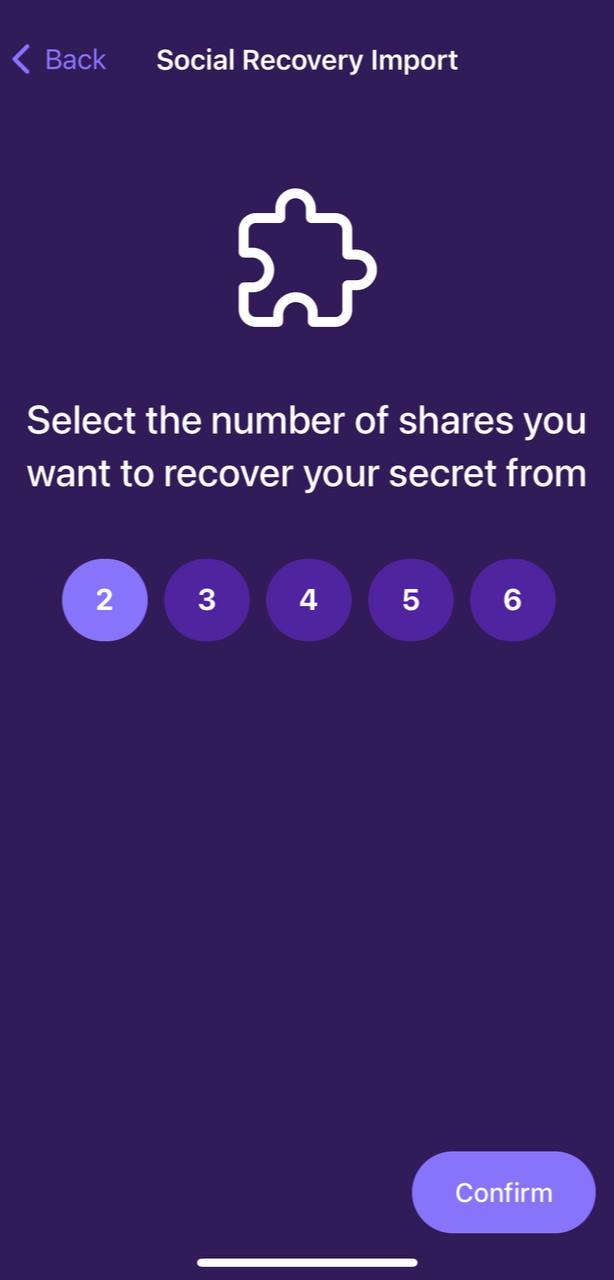 Back
Social Recovery Import
Select the number of shares you
want to recover your secret from
2 3 4 5 6
Confirm